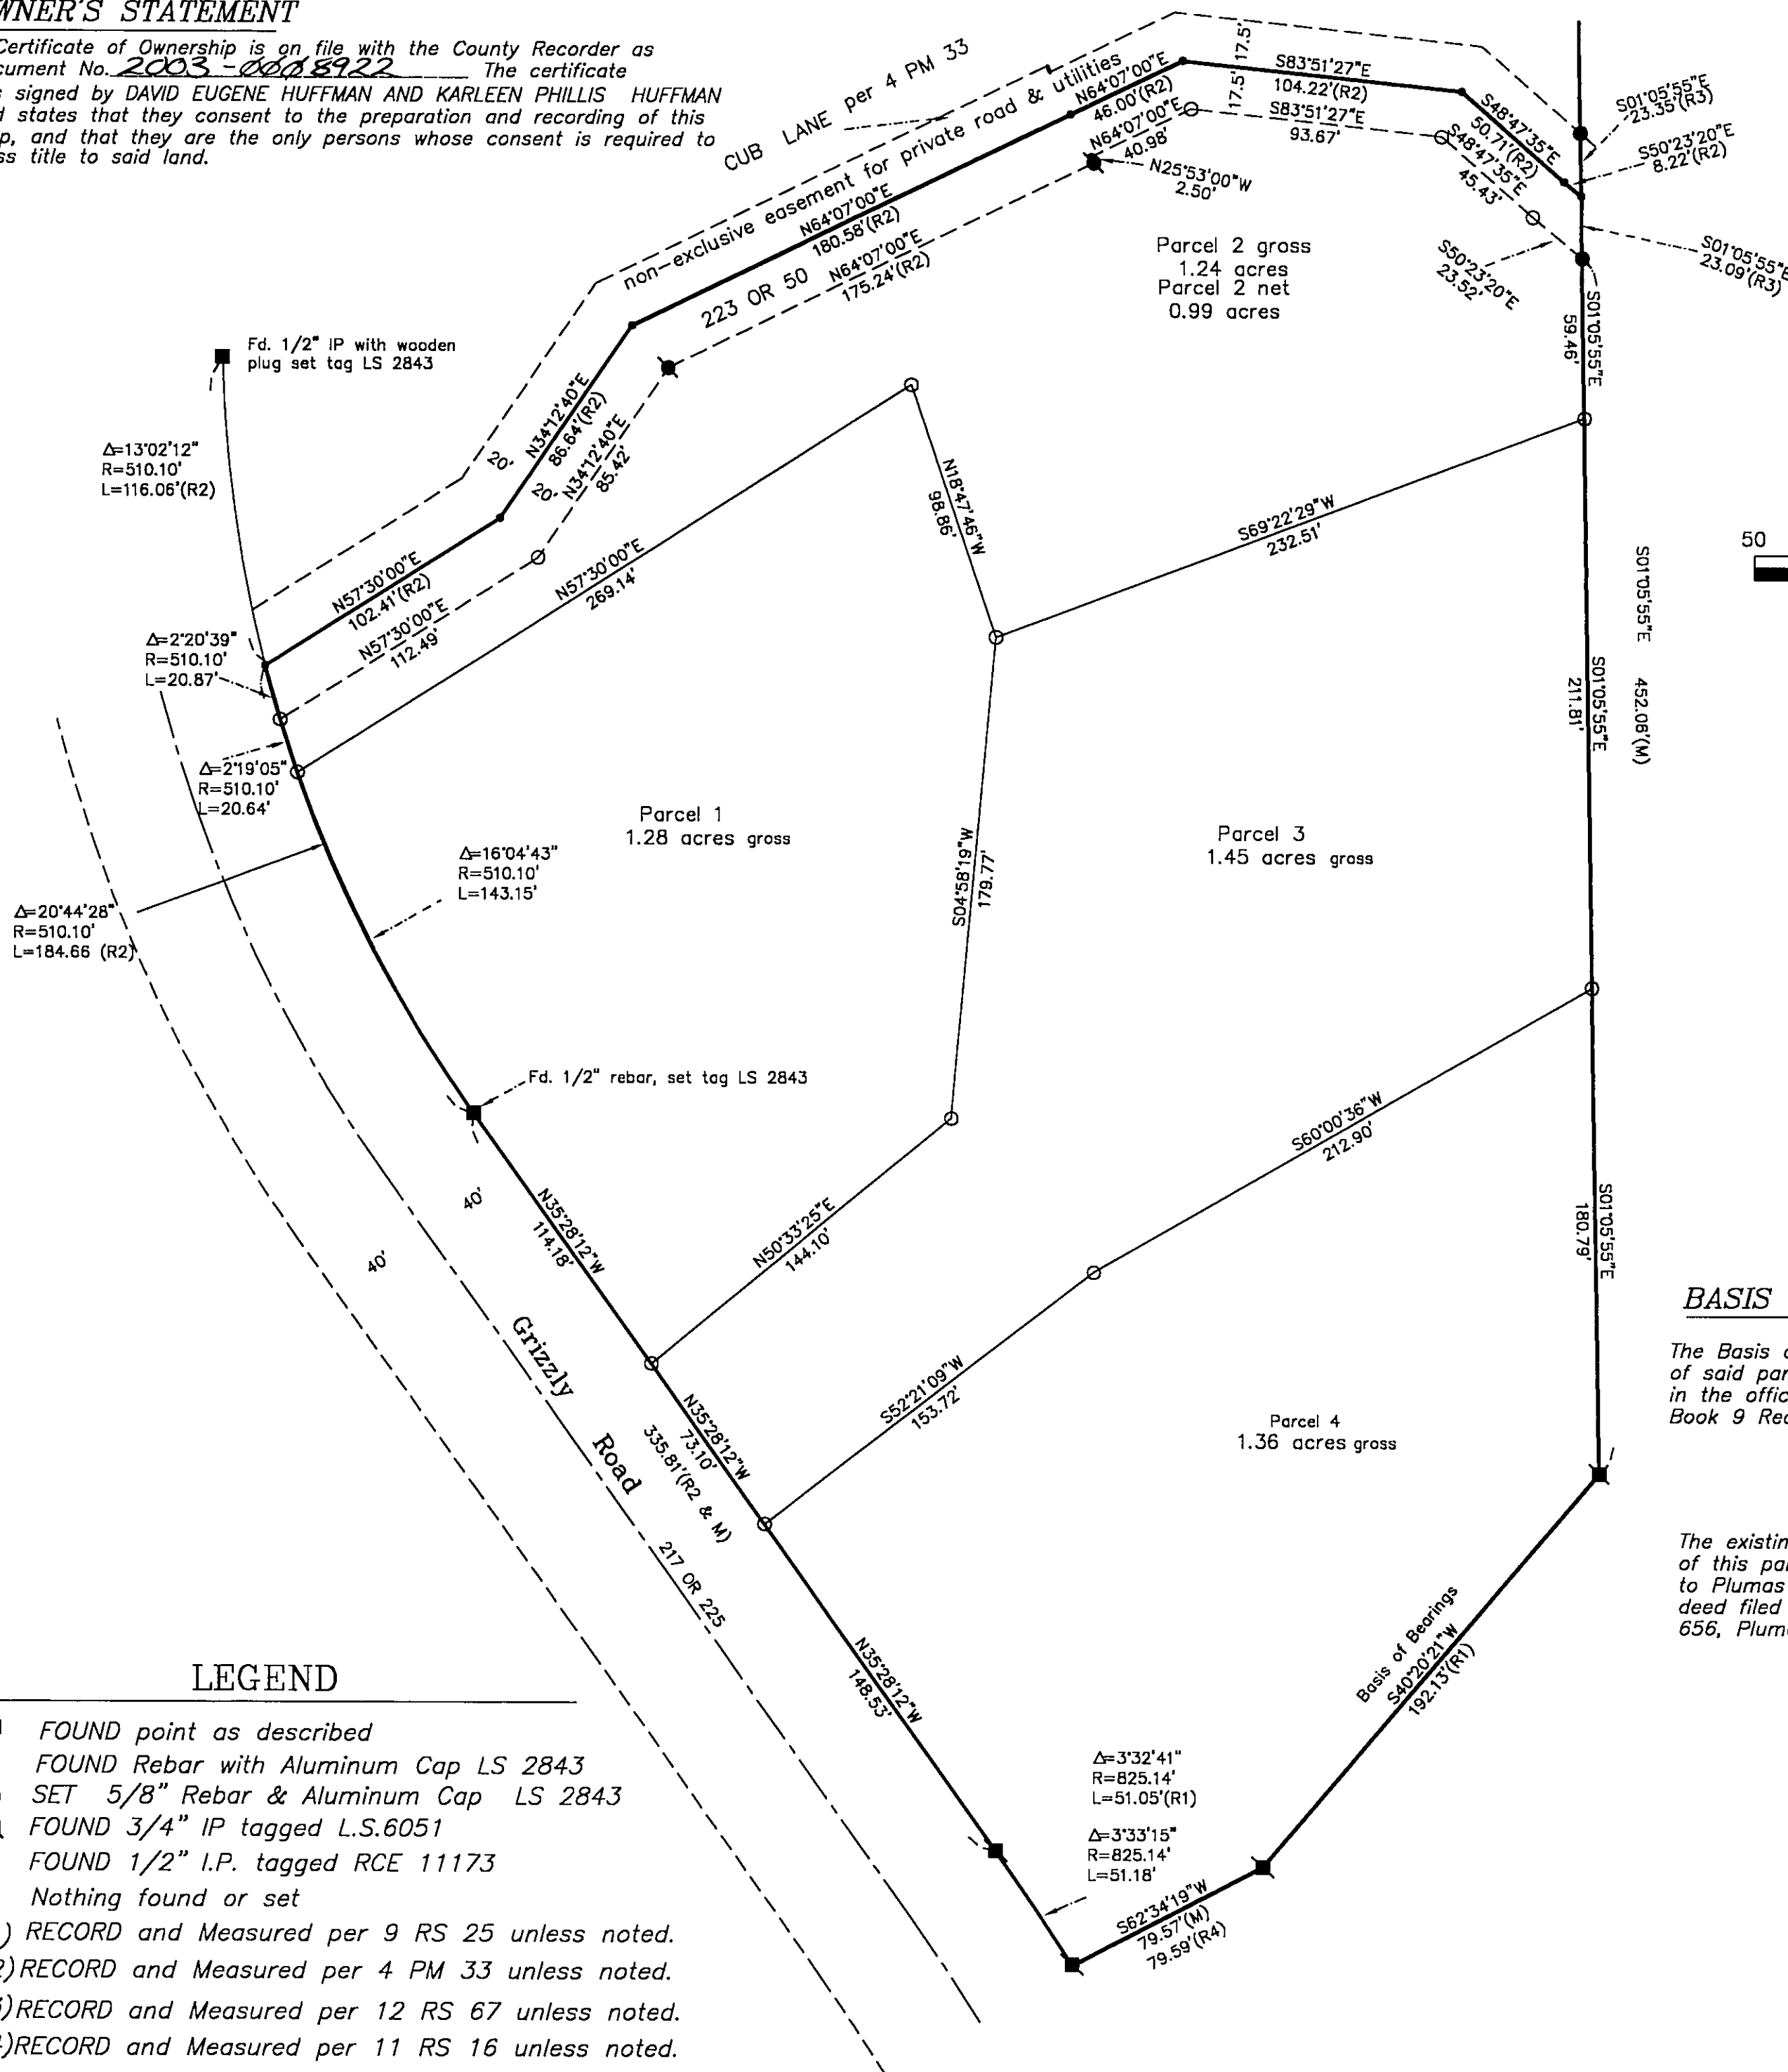 WNER'S STATEMENT
Certificate of Ownership is on file with the County Recorder as
cument No. 2003-0008922 The certificate
s signed by DAVID EUGENE HUFFMAN AND KARLEEN PHILLIS HUFFMAN
d states that they consent to the preparation and recording of this
p, and that they are the only persons whose consent is required to
ss title to said land.
CUB LANE per 4 PM 33
non-exclusive easement for private road & utilities
17.5'
17.5'
N64°07'00"E
46.00'(R2)
N64°07'00"E
40.98'
S83°51'27"E
104.22'(R2)
S83°51'27"E
93.67'
S48°47'35"E
50.71(R2)
S48°47'35"E
45.43'
S01°05'55"E
23.35'(R3)
S50°23'20"E
8.22'(R2)
N25°53'00"W
2.50'
N64°07'00"E
180.58'(R2)
223 OR 50
N64°07'00"E
175.24'(R2)
Parcel 2 gross
1.24 acres
Parcel 2 net
0.99 acres
S50°23'20"E
23.52'
S01°05'55"E
23.09'(R3)
S01°05'55"E
59.46'
Fd. 1/2" IP with wooden
plug set tag LS 2843
Δ=13°02'12"
R=510.10'
L=116.06'(R2)
20'
20'
N34°12'40"E
86.64'(R2)
N34°12'40"E
85.42'
N18°47'46"W
98.86'
S69°22'29"W
232.51'
50
N57°30'00"E
102.41'(R2)
N57°30'00"E
112.49'
N57°30'00"E
269.14'
Δ=2°20'39"
R=510.10'
L=20.87'
Δ=2°19'05"
R=510.10'
L=20.64'
S01°05'55"E 452.06'(M)
S01°05'55"E
211.81'
Parcel 1
1.28 acres gross
Parcel 3
1.45 acres gross
Δ=16°04'43"
R=510.10'
L=143.15'
S04°58'19"W
179.77'
Δ=20°44'28"
R=510.10'
L=184.66 (R2)
Fd. 1/2" rebar, set tag LS 2843
S60°00'36"W
212.90'
40'
40'
N35°28'12"W
114.18'
N50°33'25"E
144.10'
S01°05'55"E
180.79'
Grizzly
Road
217 OR 225
N35°28'12"W
73.10'
335.81'(R2 & M)
S52°21'09"W
153.72'
BASIS
The Basis o
of said par
in the offic
Book 9 Rec
Parcel 4
1.36 acres gross
The existin
of this par
to Plumas
deed filed
656, Plum
Basis of Bearings
S40°20'21"W
192.13'(R1)
N35°28'12"W
148.53'
Δ=3°32'41"
R=825.14'
L=51.05'(R1)
Δ=3°33'15"
R=825.14'
L=51.18'
S62°34'19"W
79.57'(M)
79.59'(R4)
LEGEND
FOUND point as described
FOUND Rebar with Aluminum Cap LS 2843
SET 5/8" Rebar & Aluminum Cap LS 2843
FOUND 3/4" IP tagged L.S.6051
FOUND 1/2" I.P. tagged RCE 11173
Nothing found or set
) RECORD and Measured per 9 RS 25 unless noted.
2)RECORD and Measured per 4 PM 33 unless noted.
)RECORD and Measured per 12 RS 67 unless noted.
)RECORD and Measured per 11 RS 16 unless noted.